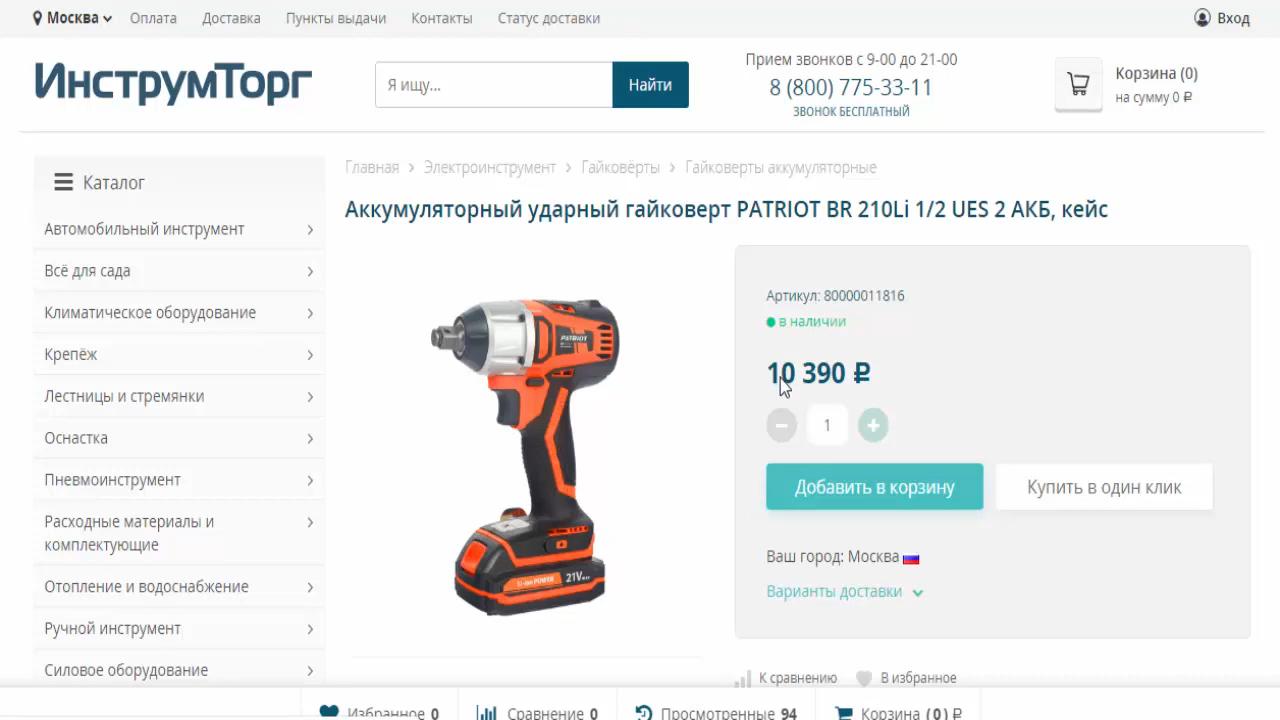 Москва Оплата Доставка Пункты выдачи Контакты Статус доставки Вход
ИнструмТорг
Я ищу...
Найти
Прием звонков с 9-00 до 21-00
8 (800) 775-33-11
ЗВОНОК БЕСПЛАТНЫЙ
Корзина (0)
на сумму 0 ₽
Каталог
Автомобильный инструмент
Всё для сада
Климатическое оборудование
Крепёж
Лестницы и стремянки
Оснастка
Пневмоинструмент
Расходные материалы и
комплектующие
Отопление и водоснабжение
Ручной инструмент
Силовое оборудование
Главная > Электроинструмент > Гайковёрты > Гайковерты аккумуляторные
Аккумуляторный ударный гайковерт PATRIOT BR 210Li 1/2 UES 2 АКБ, кейс
PATRIOT
Li-ion POWER 21V
Артикул: 80000011816
в наличии
10 390 ₽
1
Добавить в корзину
Купить в один клик
Ваш город: Москва
Варианты доставки
К сравнению В избранное
Избранное 0 Сравнение 0 Просмотренные 94 Корзина ( 0 ) ₽